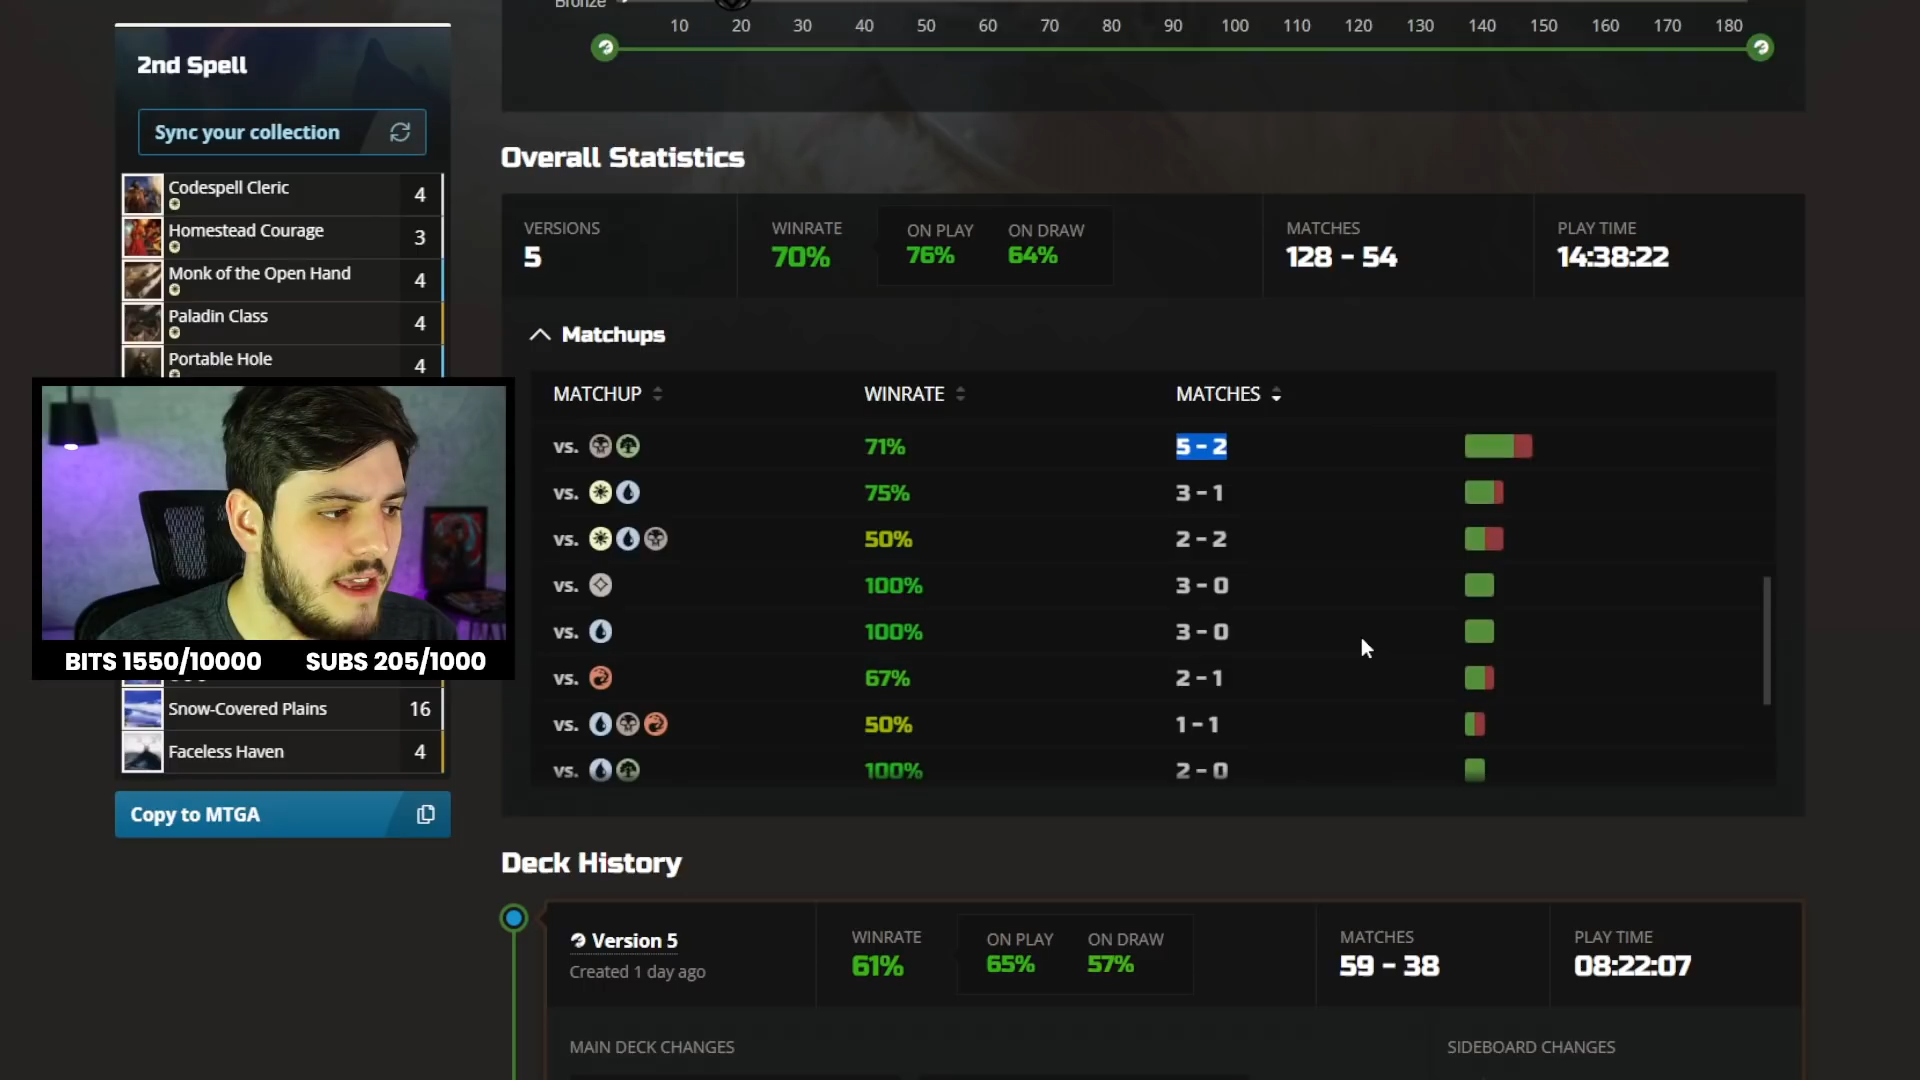 Bronze
10 20 30 40 50 60 70 80 90 100 110 120 130 140 150 160 170 180
2nd Spell
Sync your collection
Codespell Cleric 4
Homestead Courage 3
Monk of the Open Hand 4
Paladin Class 4
Portable Hole 4
BITS 1550/10000 SUBS 205/1000
Snow-Covered Plains 16
Faceless Haven 4
Copy to MTGA
Overall Statistics
VERSIONS WINRATE ON PLAY ON DRAW MATCHES PLAY TIME
5 70% 76% 64% 128 - 54 14:38:22
Matchups
MATCHUP WINRATE MATCHES
vs. 71% 5 - 2
vs. 75% 3 - 1
vs. 50% 2 - 2
vs. 100% 3 - 0
vs. 100% 3 - 0
vs. 67% 2 - 1
vs. 50% 1 - 1
vs. 100% 2 - 0
Deck History
Version 5
Created 1 day ago
WINRATE ON PLAY ON DRAW MATCHES PLAY TIME
61% 65% 57% 59 - 38 08:22:07
MAIN DECK CHANGES SIDEBOARD CHANGES